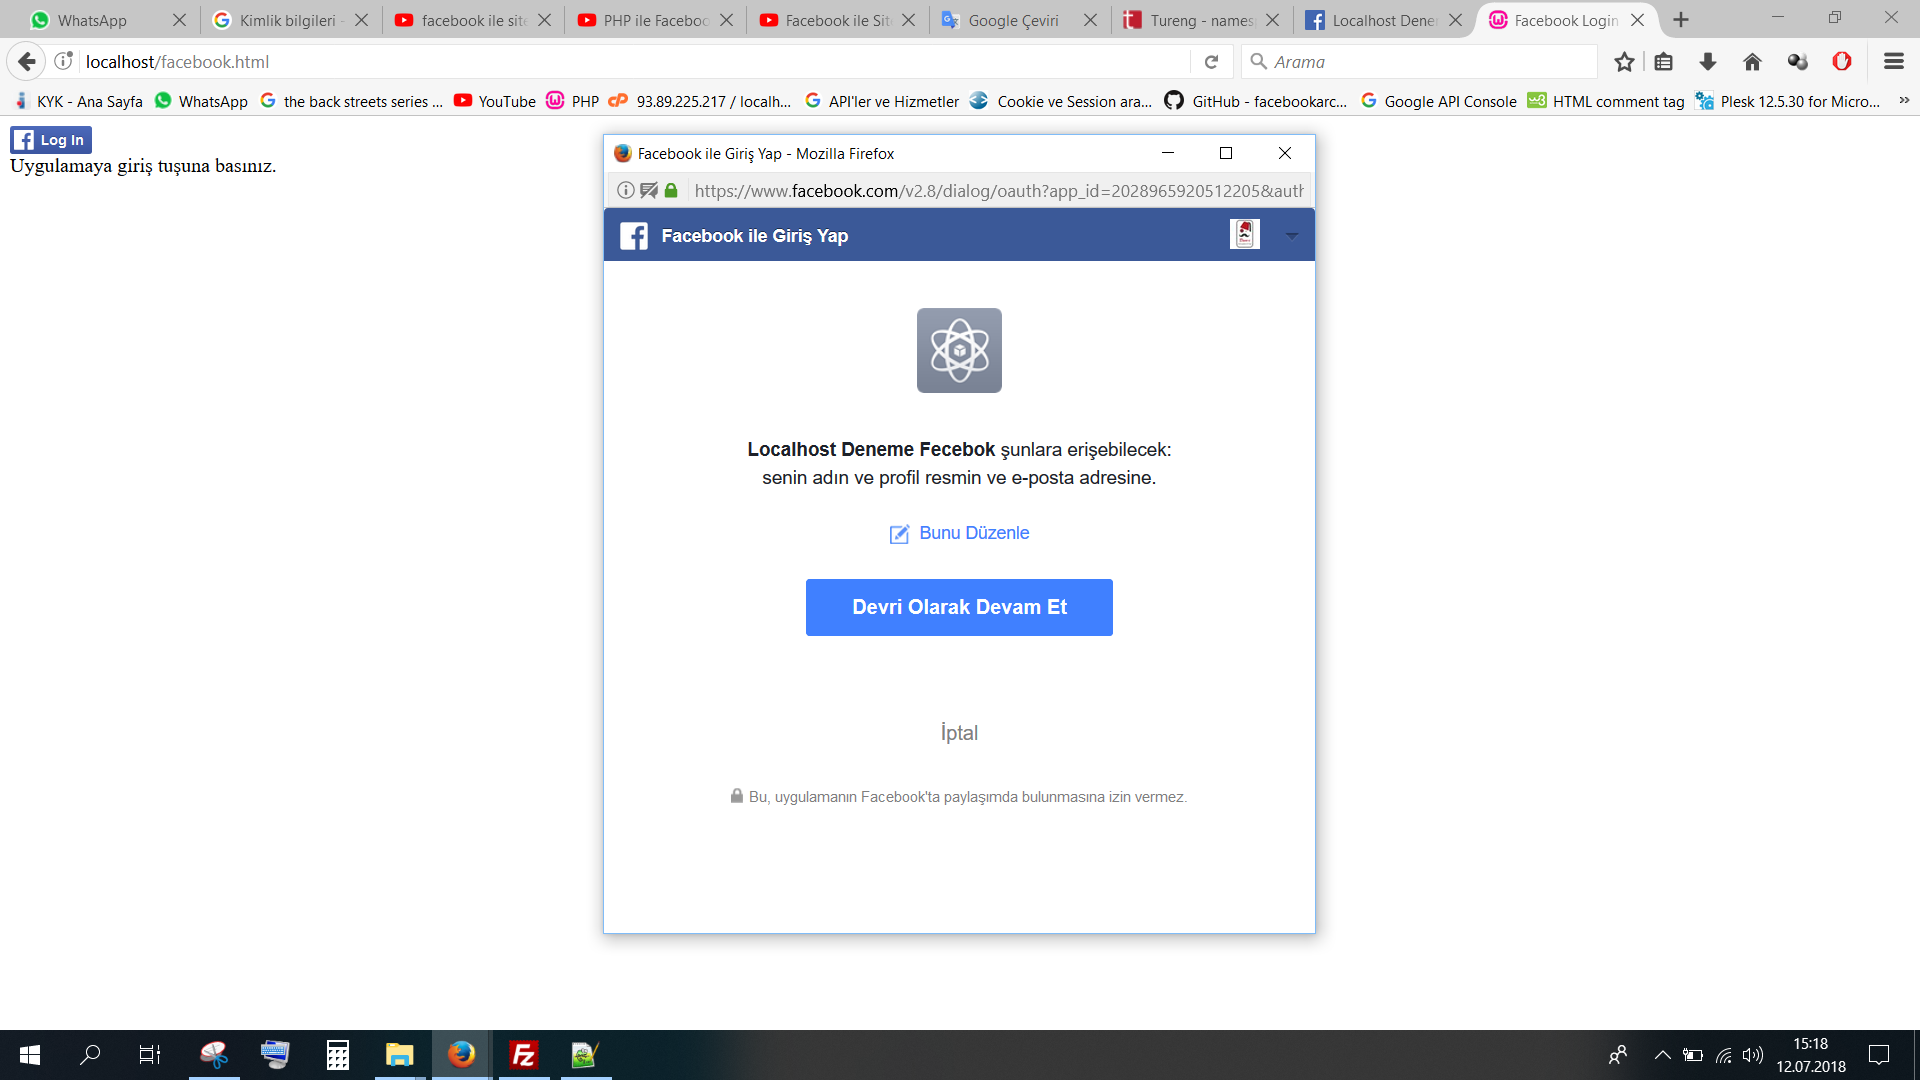 WhatsApp
Kimlik bilgileri -
facebook ile site
PHP ile Faceboo
Facebook ile Sit
Google Çeviri
Tureng - names
Localhost Dene
Facebook Login
localhost/facebook.html
Arama
KYK - Ana Sayfa
WhatsApp
the back streets series ...
YouTube
PHP
93.89.225.217 / localh...
API'ler ve Hizmetler
Cookie ve Session ara...
GitHub - facebookarc...
Google API Console
HTML comment tag
Plesk 12.5.30 for Micro...
Log In
Uygulamaya giriş tuşuna basınız.
Facebook ile Giriş Yap - Mozilla Firefox
https://www.facebook.com/v2.8/dialog/oauth?app_id=2028965920512205&auth
Facebook ile Giriş Yap
Localhost Deneme Fecebok şunlara erişebilecek:
senin adın ve profil resmin ve e-posta adresine.
Bunu Düzenle
Devri Olarak Devam Et
İptal
Bu, uygulamanın Facebook'ta paylaşımda bulunmasına izin vermez.
15:18
12.07.2018